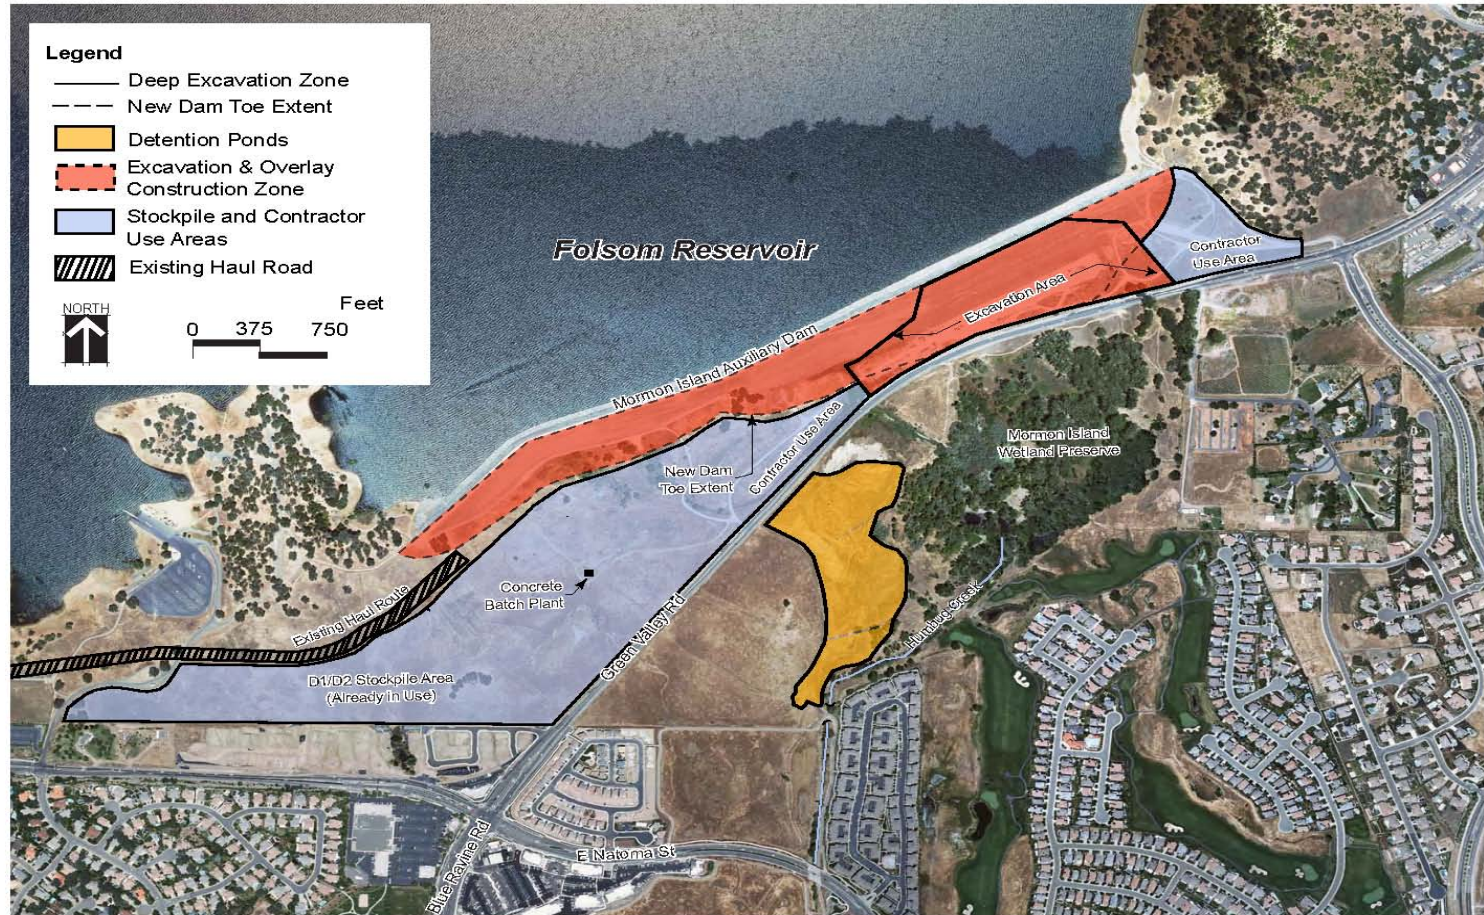 Legend
Deep Excavation Zone
New Dam Toe Extent
Detention Ponds
Excavation & Overlay
Construction Zone
Stockpile and Contractor
Use Areas
Existing Haul Road
NORTH
Feet
0 375 750
Folsom Reservoir
Contractor
Use Area
Excavation Area
Mormon Island Auxiliary Dam
Mormon Island
Wetland Preserve
New Dam
Toe Extent
Contractor Use Area
Concrete
Batch Plant
Existing Haul Route
Green Valley Rd
Humbug Creek
D1/D2 Stockpile Area
(Already in Use)
Blue Ravine Rd
E Natoma St